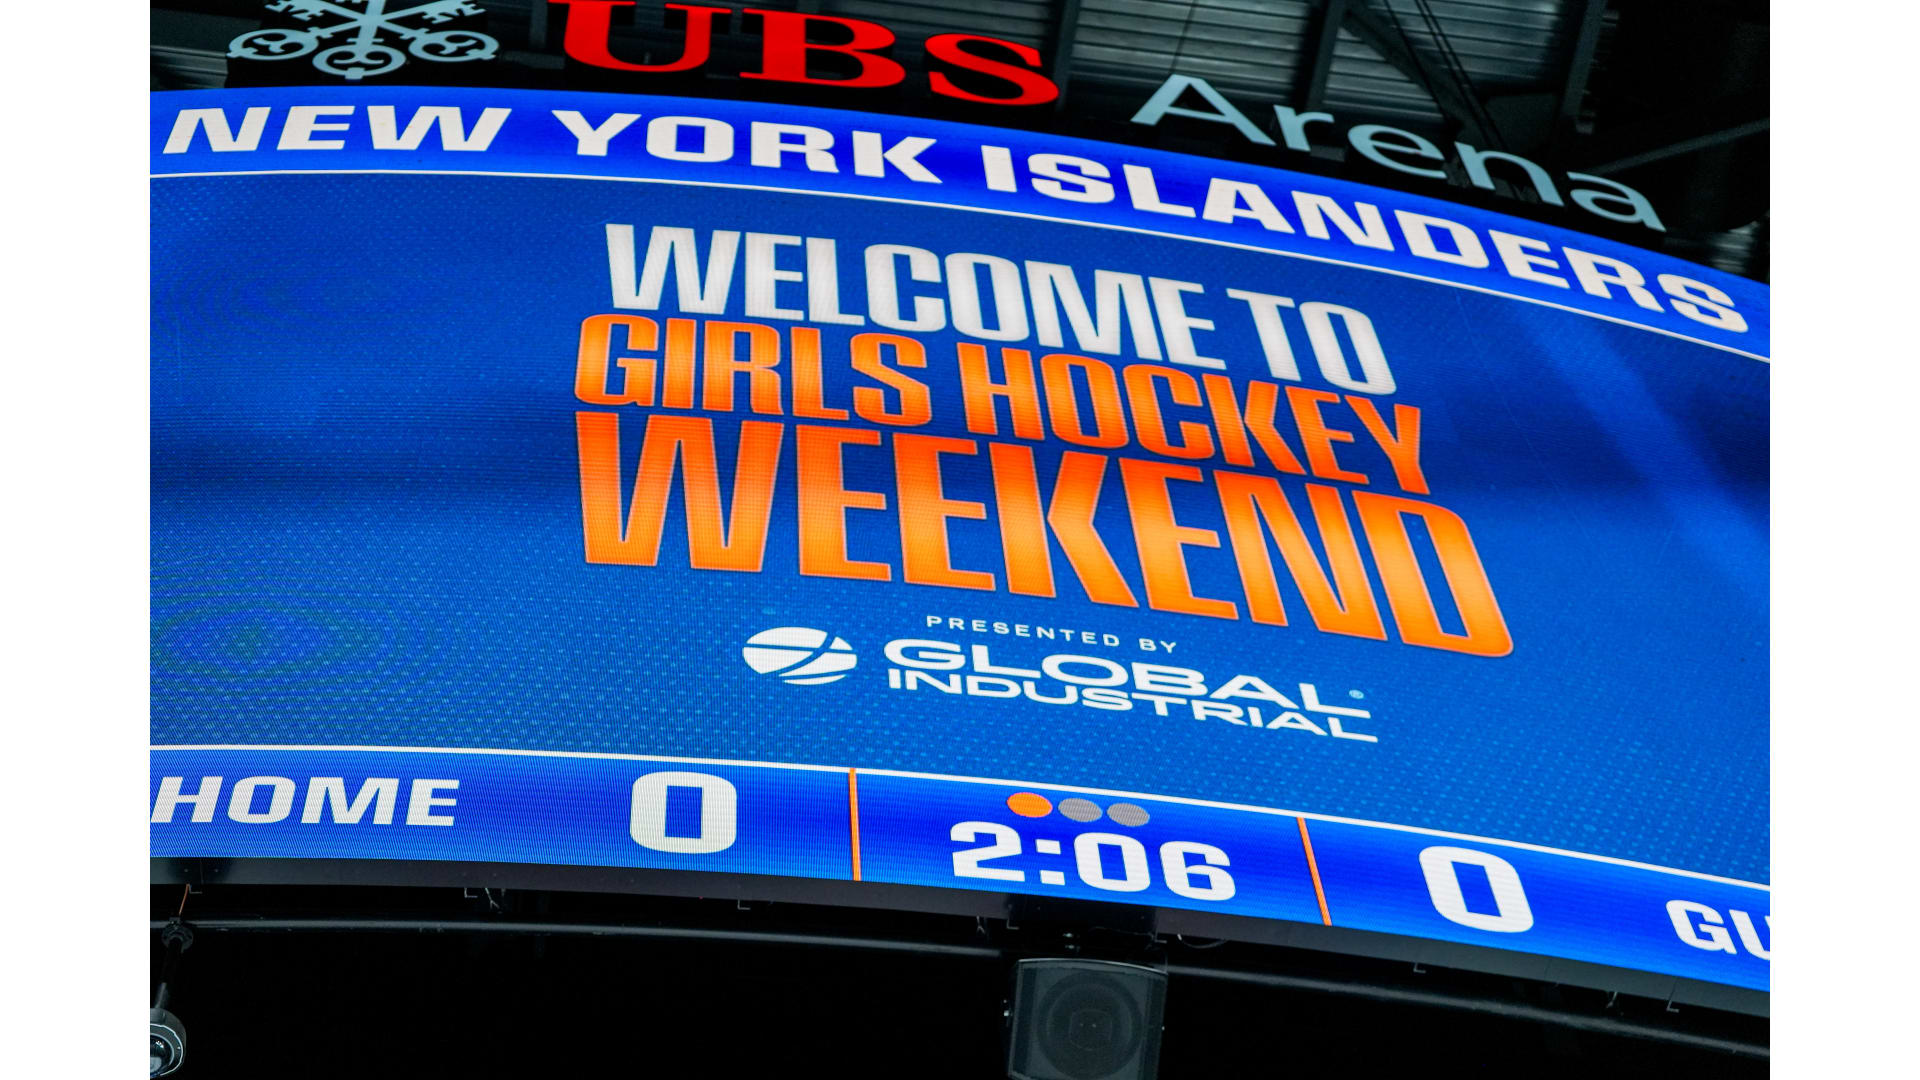 UBS Arena
NEW YORK ISLANDERS
WELCOME TO
GIRLS HOCKEY
WEEKEND
PRESENTED BY
GLOBAL®
INDUSTRIAL
HOME 0 2:06 0 GU